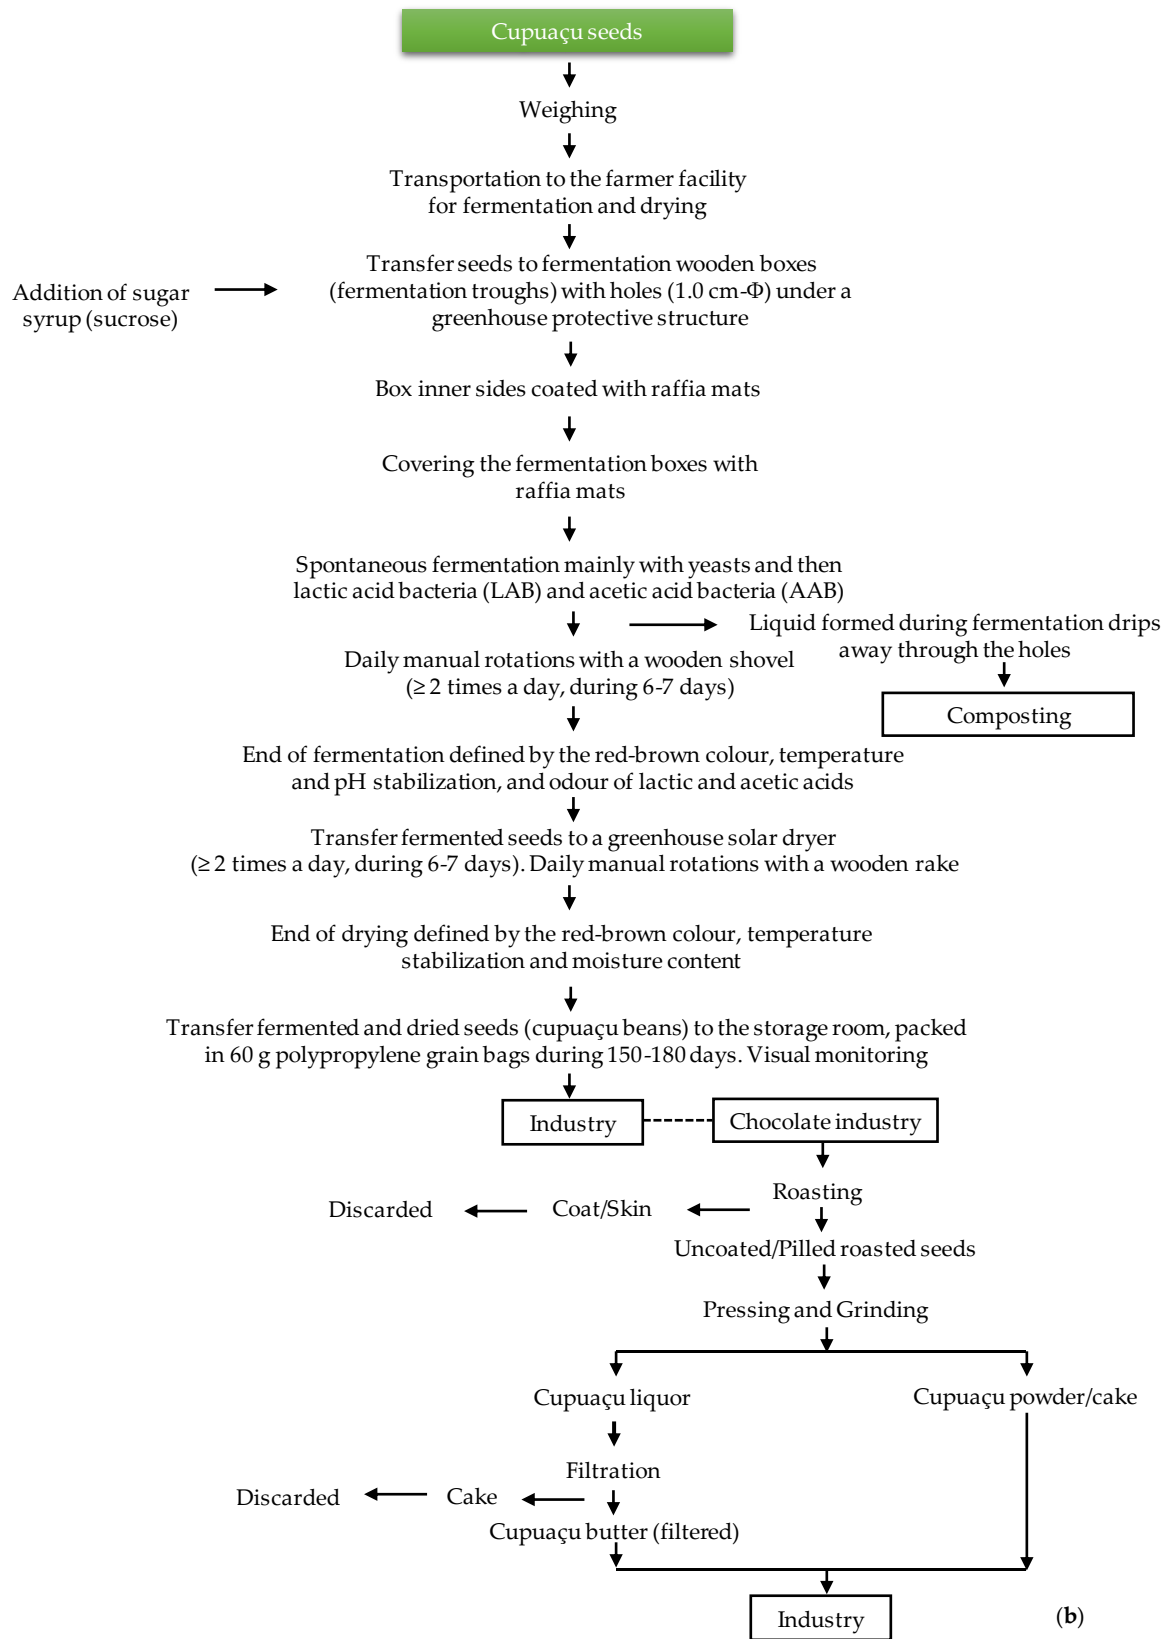 Cupuaçu seeds
Weighing
Transportation to the farmer facility
for fermentation and drying
Addition of sugar
syrup (sucrose)
Transfer seeds to fermentation wooden boxes
(fermentation troughs) with holes (1.0 cm-Φ) under a
greenhouse protective structure
Box inner sides coated with raffia mats
Covering the fermentation boxes with
raffia mats
Spontaneous fermentation mainly with yeasts and then
lactic acid bacteria (LAB) and acetic acid bacteria (AAB)
Liquid formed during fermentation drips
away through the holes
Composting
Daily manual rotations with a wooden shovel
(≥ 2 times a day, during 6-7 days)
End of fermentation defined by the red-brown colour, temperature
and pH stabilization, and odour of lactic and acetic acids
Transfer fermented seeds to a greenhouse solar dryer
(≥ 2 times a day, during 6-7 days). Daily manual rotations with a wooden rake
End of drying defined by the red-brown colour, temperature
stabilization and moisture content
Transfer fermented and dried seeds (cupuaçu beans) to the storage room, packed
in 60 g polypropylene grain bags during 150-180 days. Visual monitoring
Industry
Chocolate industry
Roasting
Coat/Skin
Discarded
Uncoated/Pilled roasted seeds
Pressing and Grinding
Cupuaçu liquor
Cupuaçu powder/cake
Filtration
Cake
Discarded
Cupuaçu butter (filtered)
Industry
(b)